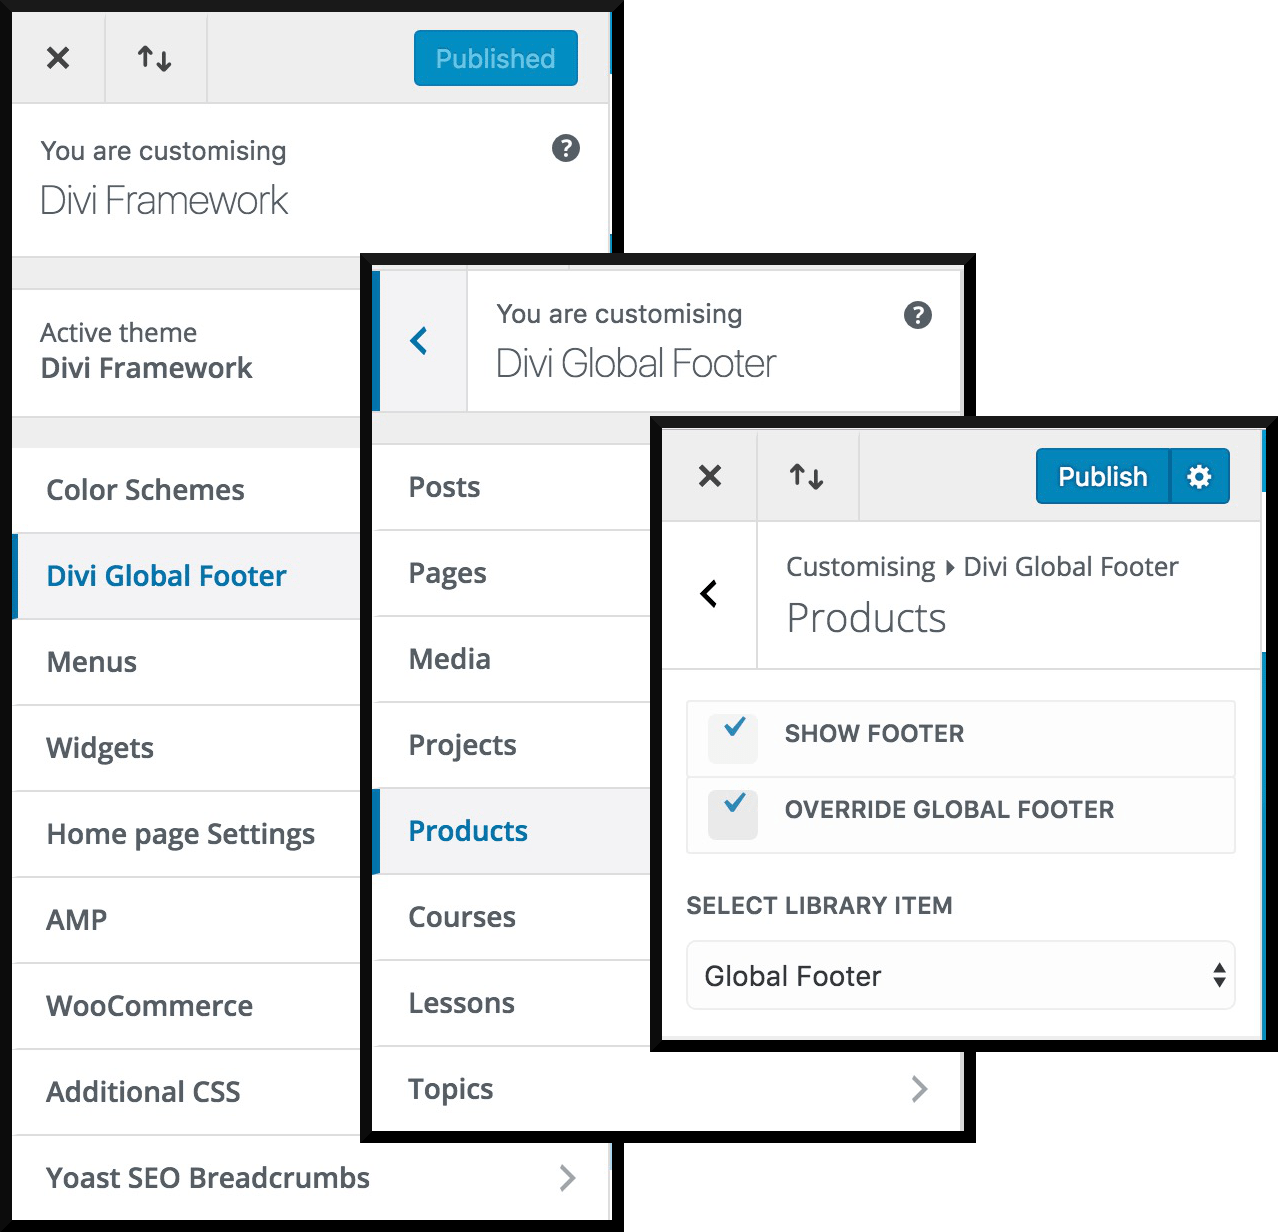 Published
You are customising
Divi Framework
Active theme
Divi Framework
Color Schemes
Divi Global Footer
Menus
Widgets
Home page Settings
AMP
WooCommerce
Additional CSS
Yoast SEO Breadcrumbs
You are customising
Divi Global Footer
Posts
Pages
Media
Projects
Products
Courses
Lessons
Topics
Publish
Customising Divi Global Footer
Products
SHOW FOOTER
OVERRIDE GLOBAL FOOTER
SELECT LIBRARY ITEM
Global Footer